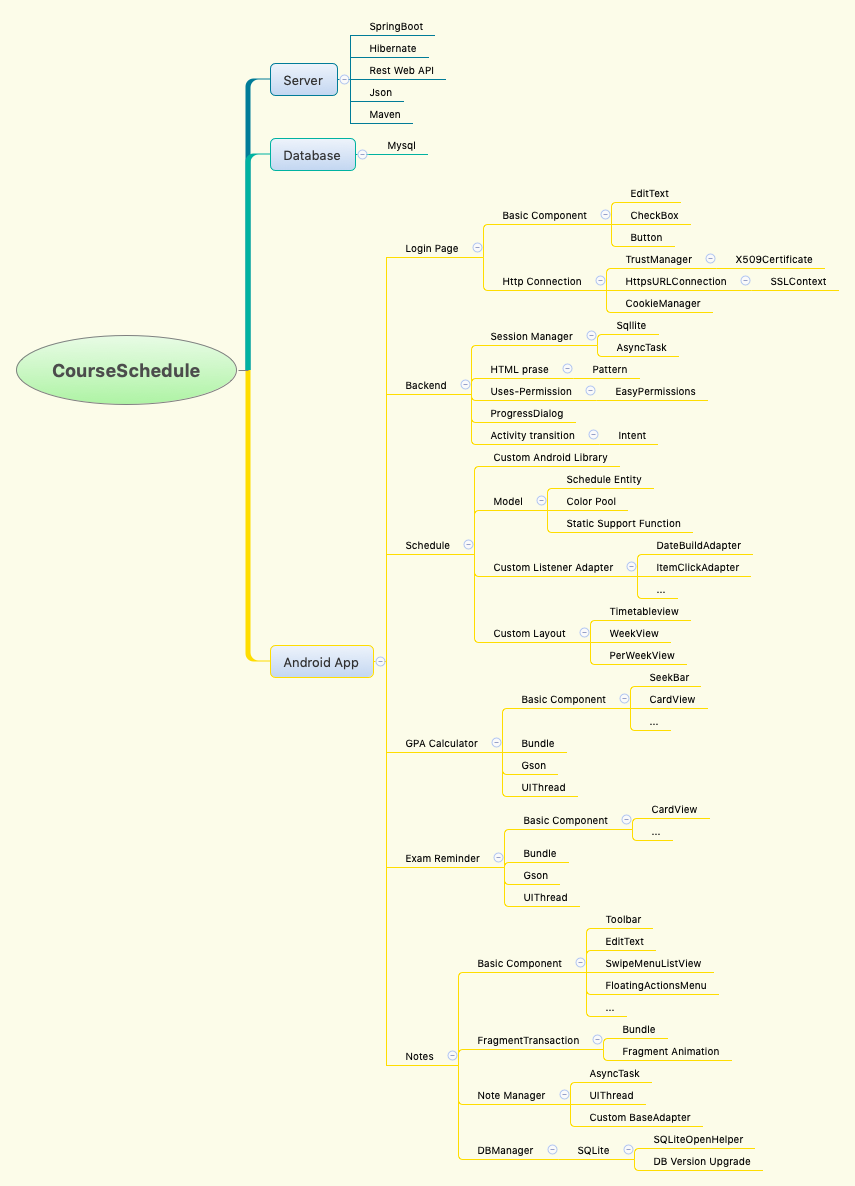 CourseSchedule
Server
SpringBoot
Hibernate
Rest Web API
Json
Maven
Database
Mysql
Android App
Login Page
Basic Component
EditText
CheckBox
Button
Http Connection
TrustManager
X509Certificate
HttpsURLConnection
SSLContext
CookieManager
Backend
Session Manager
Sqllite
AsyncTask
HTML prase
Pattern
Uses-Permission
EasyPermissions
ProgressDialog
Activity transition
Intent
Schedule
Custom Android Library
Model
Schedule Entity
Color Pool
Static Support Function
Custom Listener Adapter
DateBuildAdapter
ItemClickAdapter
...
Custom Layout
Timetableview
WeekView
PerWeekView
GPA Calculator
Basic Component
SeekBar
CardView
...
Bundle
Gson
UIThread
Exam Reminder
Basic Component
CardView
...
Bundle
Gson
UIThread
Notes
Basic Component
Toolbar
EditText
SwipeMenuListView
FloatingActionsMenu
...
FragmentTransaction
Bundle
Fragment Animation
Note Manager
AsyncTask
UIThread
Custom BaseAdapter
DBManager
SQLite
SQLiteOpenHelper
DB Version Upgrade